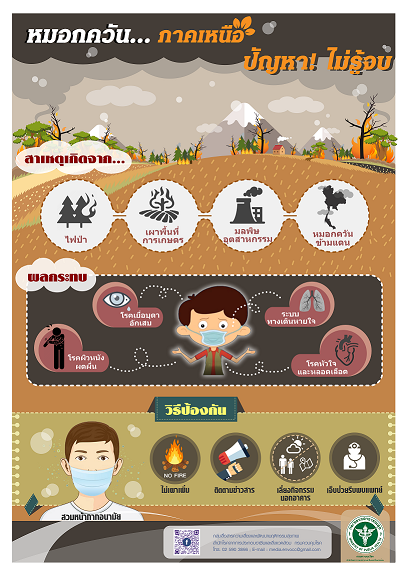 หมอกควัน... ภาคเหนือ
ปัญหา! ไม่รู้จบ
สาเหตุเกิดจาก...
ไฟป่า
เผาพื้นที่
การเกษตร
มลพิษ
อุตสาหกรรม
หมอกควัน
ข้ามแดน
ผลกระทบ
โรคเยื่อบุตา
อักเสบ
ระบบ
ทางเดินหายใจ
โรคผิวหนัง
ผดผื่น
โรคหัวใจ
และหลอดเลือด
วิธีป้องกัน
NO FIRE
ไม่เผาเพิ่ม
ติดตามข่าวสาร
เลี่ยงกิจกรรม
นอกอาคาร
เจ็บป่วยรีบพบแพทย์
สวมหน้ากากอนามัย